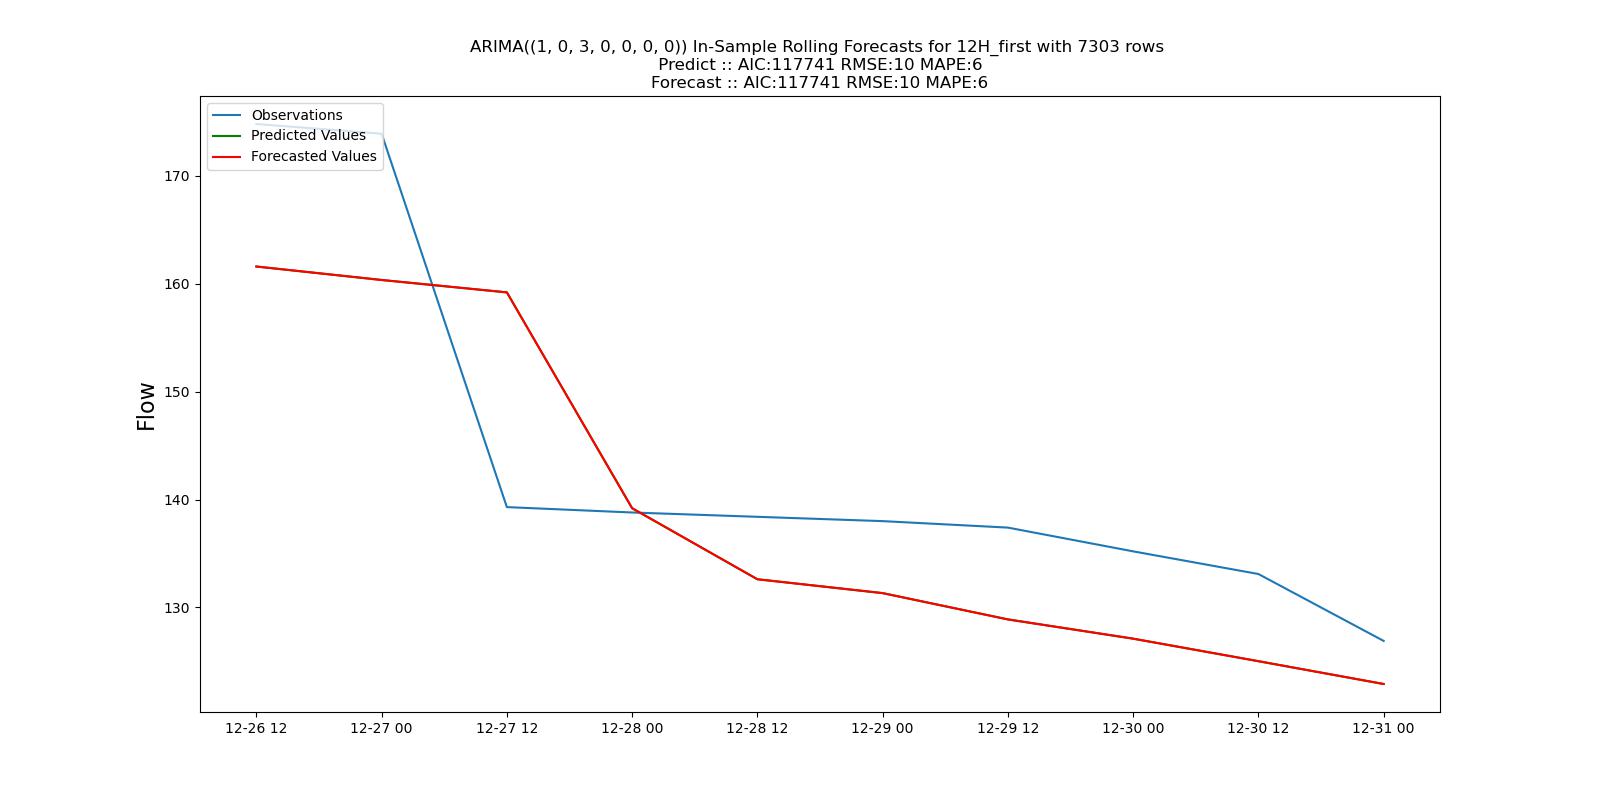 ARIMA((1, 0, 3, 0, 0, 0, 0)) In-Sample Rolling Forecasts for 12H_first with 7303 rows
Predict :: AIC:117741 RMSE:10 MAPE:6
Forecast :: AIC:117741 RMSE:10 MAPE:6
Observations
Predicted Values
Forecasted Values
170
160
150
140
130
Flow
12-26 12 12-27 00 12-27 12 12-28 00 12-28 12 12-29 00 12-29 12 12-30 00 12-30 12 12-31 00